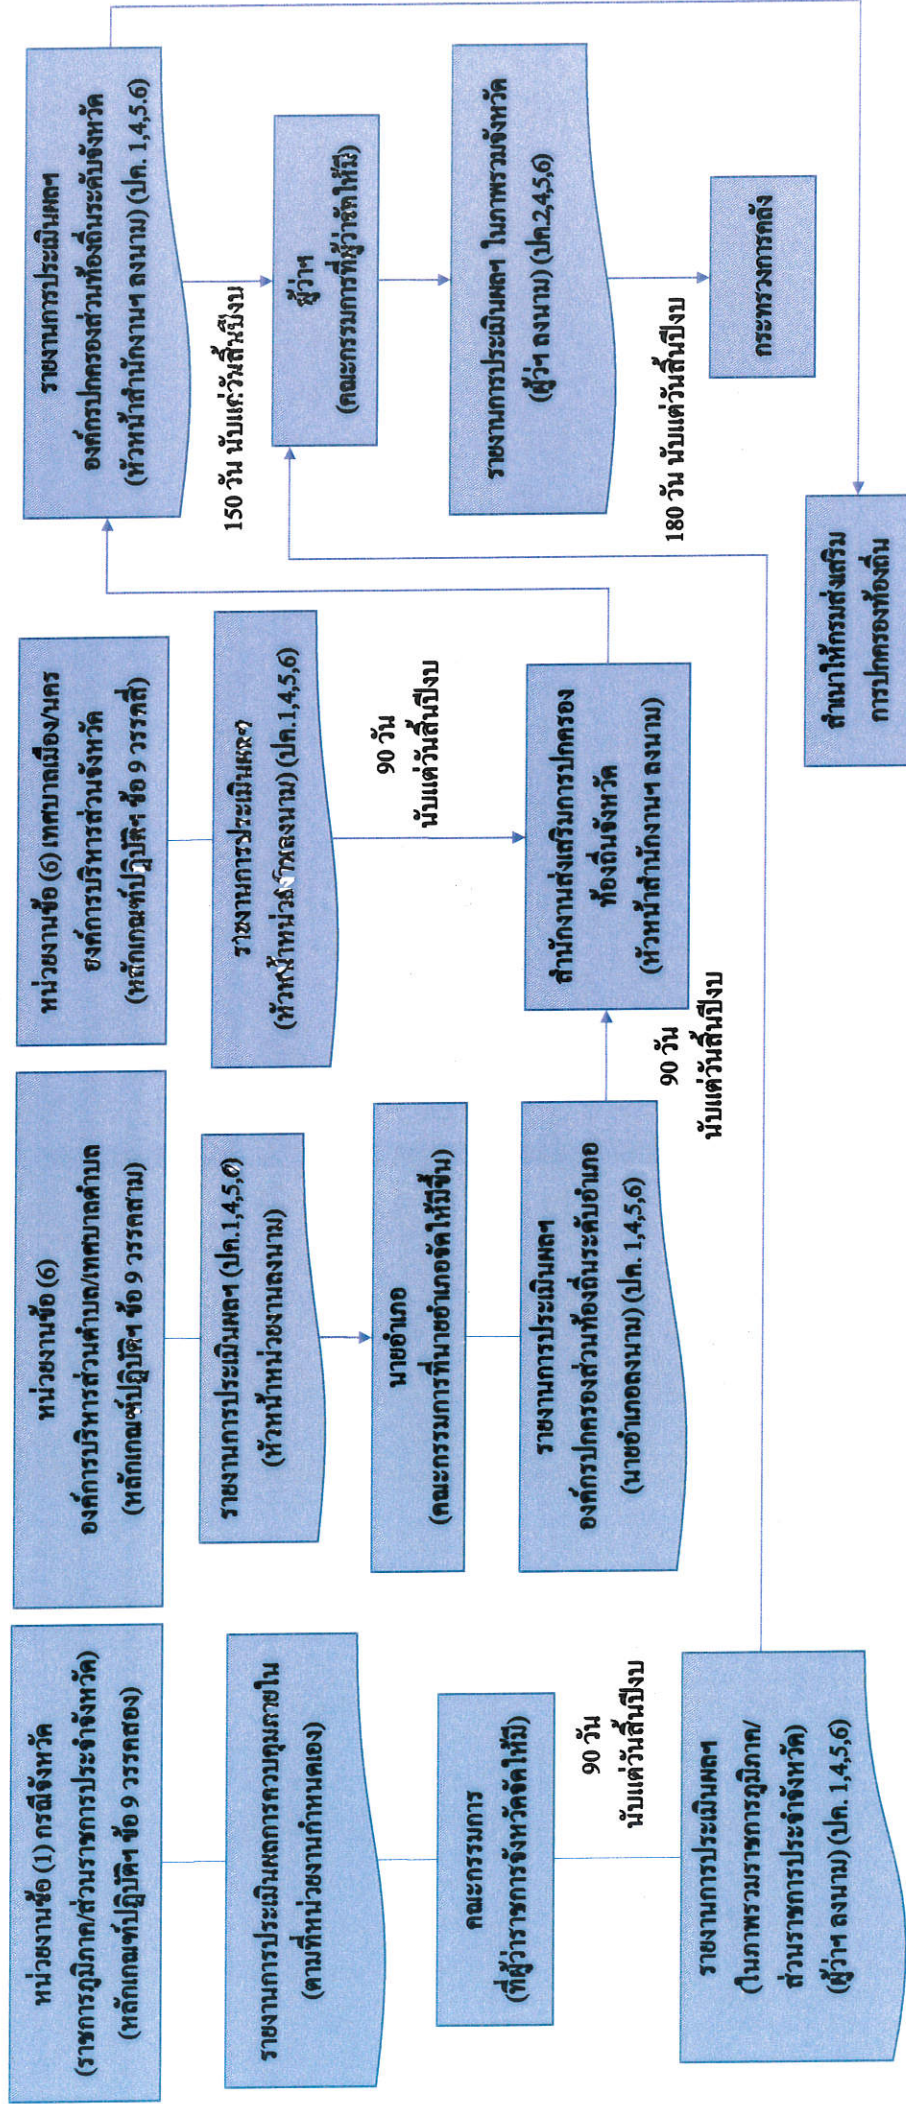 หน่วยงานข้อ (1) กรณีจังหวัด
(ราชการภูมิภาค/ส่วนราชการประจำจังหวัด)
(หลักเกณฑ์ปฏิบัติฯ ข้อ 9 วรรคสอง)
รายงานการประเมินผลการควบคุมภายใน
(ตามที่หน่วยงานกำหนดเอง)
คณะกรรมการ
(ที่ผู้ว่าราชการจังหวัดจัดให้มี)
90 วัน
นับแต่วันสิ้นปีงบ
รายงานการประเมินผลฯ
(ในภาพรวมราชการภูมิภาค/
ส่วนราชการประจำจังหวัด)
(ผู้ว่าฯ ลงนาม) (ปค. 1,4,5,6)
หน่วยงานข้อ (6)
องค์การบริหารส่วนตำบล/เทศบาลตำบล
(หลักเกณฑ์ปฏิบัติฯ ข้อ 9 วรรคสาม)
รายงานการประเมินผลฯ (ปค.1,4,5,6)
(หัวหน้าหน่วยงานลงนาม)
นายอำเภอ
(คณะกรรมการที่นายอำเภอจัดให้มีขึ้น)
รายงานการประเมินผลฯ
องค์กรปกครองส่วนท้องถิ่นระดับอำเภอ
(นายอำเภอลงนาม) (ปค. 1,4,5,6)
90 วัน
นับแต่วันสิ้นปีงบ
หน่วยงานข้อ (6) เทศบาลเมือง/นคร
องค์การบริหารส่วนจังหวัด
(หลักเกณฑ์ปฏิบัติฯ ข้อ 9 วรรคสี่)
รายงานการประเมินผลฯ
(หัวหน้าหน่วยงานลงนาม) (ปค.1,4,5,6)
90 วัน
นับแต่วันสิ้นปีงบ
สำนักงานส่งเสริมการปกครอง
ท้องถิ่นจังหวัด
(หัวหน้าสำนักงานฯ ลงนาม)
รายงานการประเมินผลฯ
องค์กรปกครองส่วนท้องถิ่นระดับจังหวัด
(หัวหน้าสำนักงานฯ ลงนาม) (ปค. 1,4,5.6)
150 วัน นับแก่วันสิ้นปีงบ
ผู้ว่าฯ
(คณะกรรมการที่ผู้ว่าจัดให้มี)
รายงานการประเมินผลฯ ในภาพรวมจังหวัด
(ผู้ว่าฯ ลงนาม) (ปค.2,4,5,6)
180 วัน นับแต่วันสิ้นปีงบ
กระทรวงการคลัง
สำเนาให้กรมส่งเสริม
การปกครองท้องถิ่น